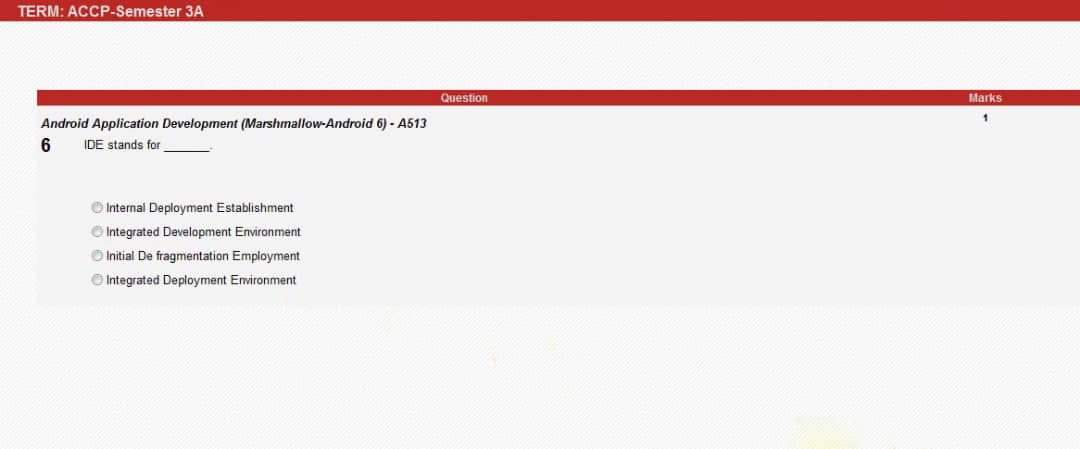 TERM: ACCP-Semester 3A
Question Marks
Android Application Development (Marshmallow-Android 6) - A513 1
6 IDE stands for _______.
Internal Deployment Establishment
Integrated Development Environment
Initial De fragmentation Employment
Integrated Deployment Environment